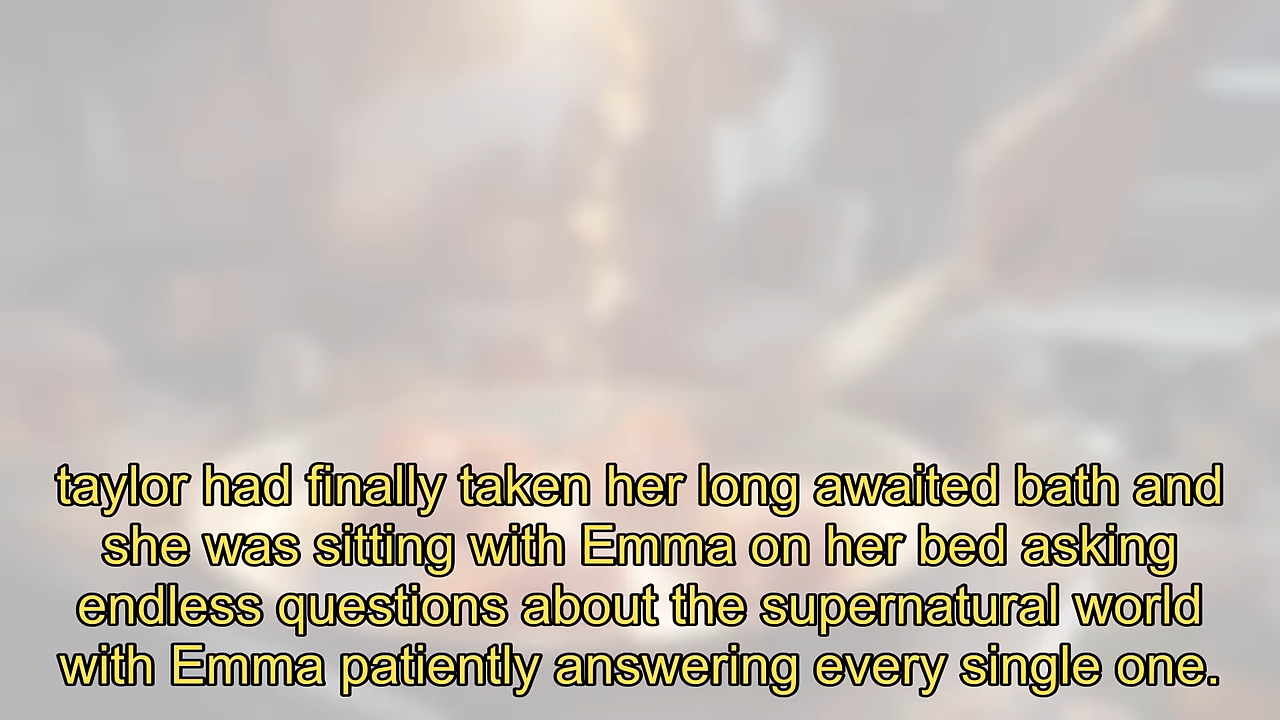 taylor had finally taken her long awaited bath and
she was sitting with Emma on her bed asking
endless questions about the supernatural world
with Emma patiently answering every single one.